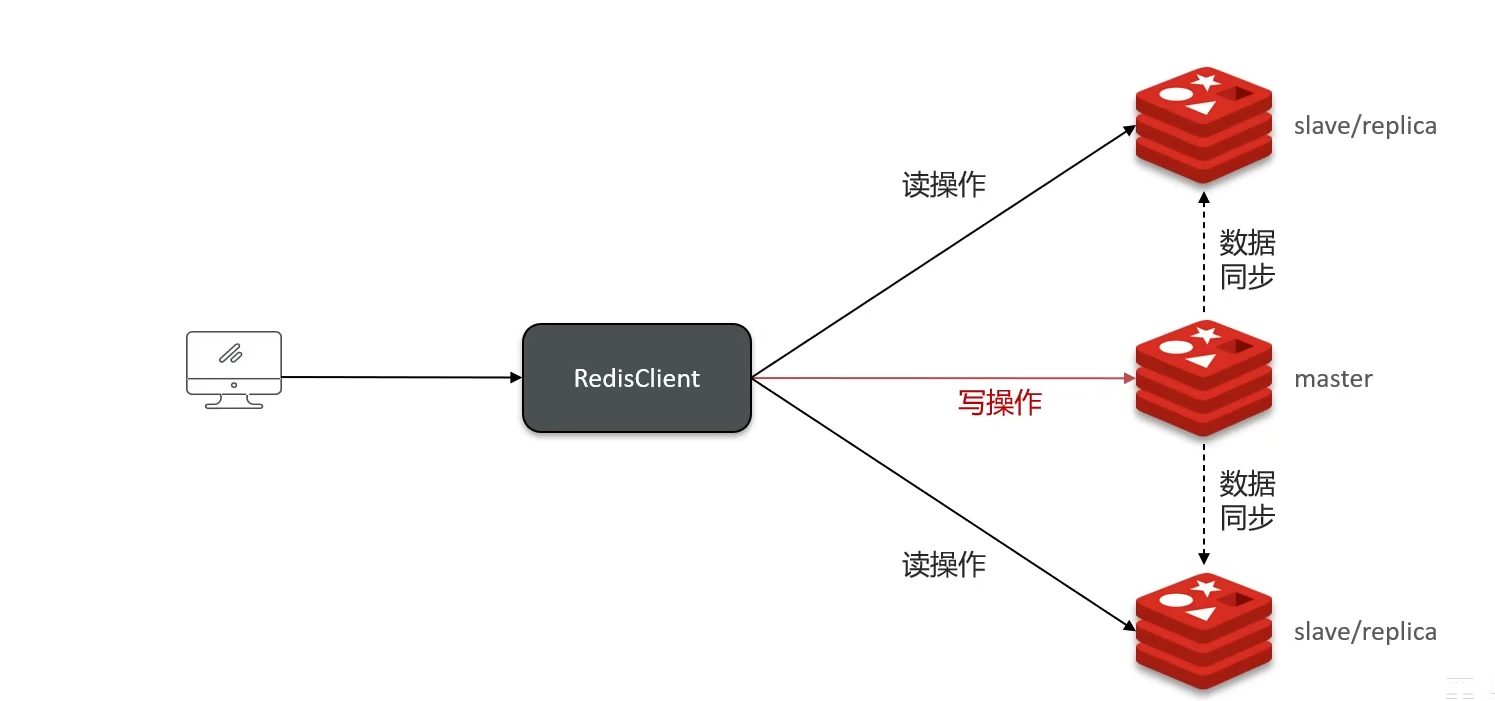 slave/replica
读操作
数据
同步
RedisClient
写操作
master
数据
同步
读操作
slave/replica